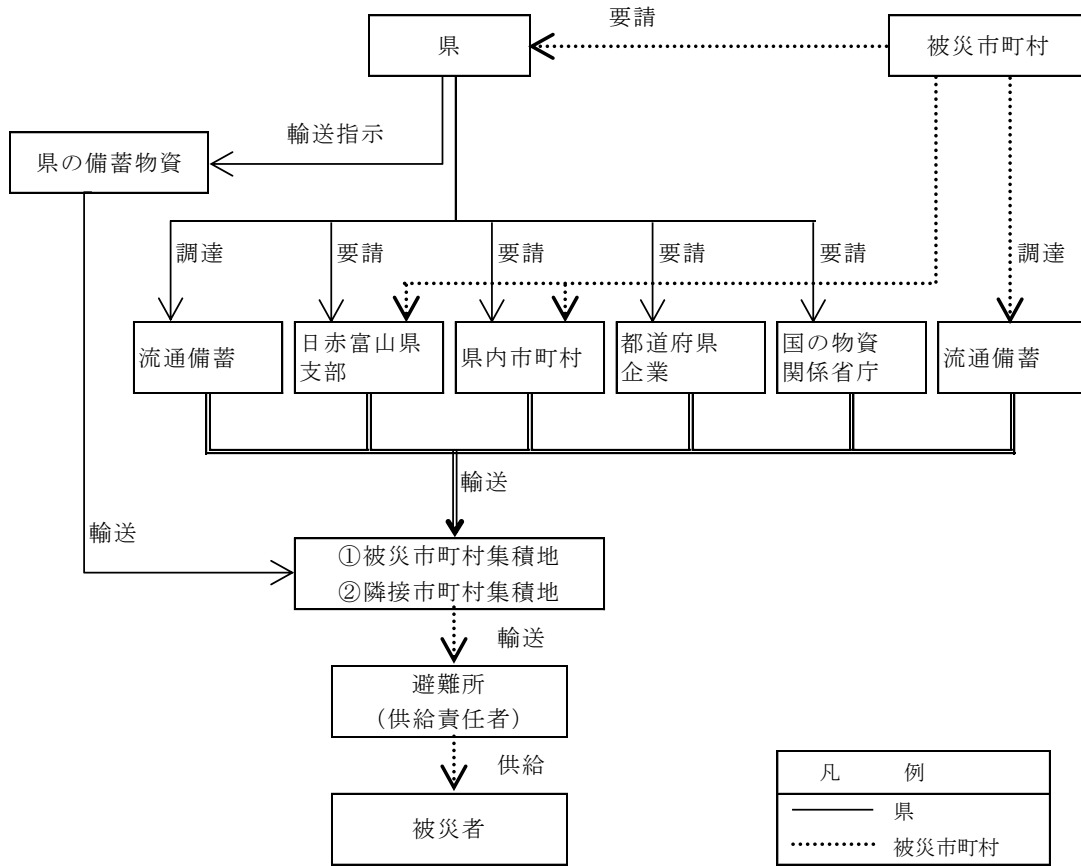 要請
県
被災市町村
輸送指示
県の備蓄物資
調達
要請
要請
要請
要請
調達
流通備蓄
日赤富山県
支部
県内市町村
都道府県
企業
国の物資
関係省庁
流通備蓄
輸送
輸送
①被災市町村集積地
②隣接市町村集積地
輸送
避難所
（供給責任者）
供給
被災者
凡　　例
県
被災市町村